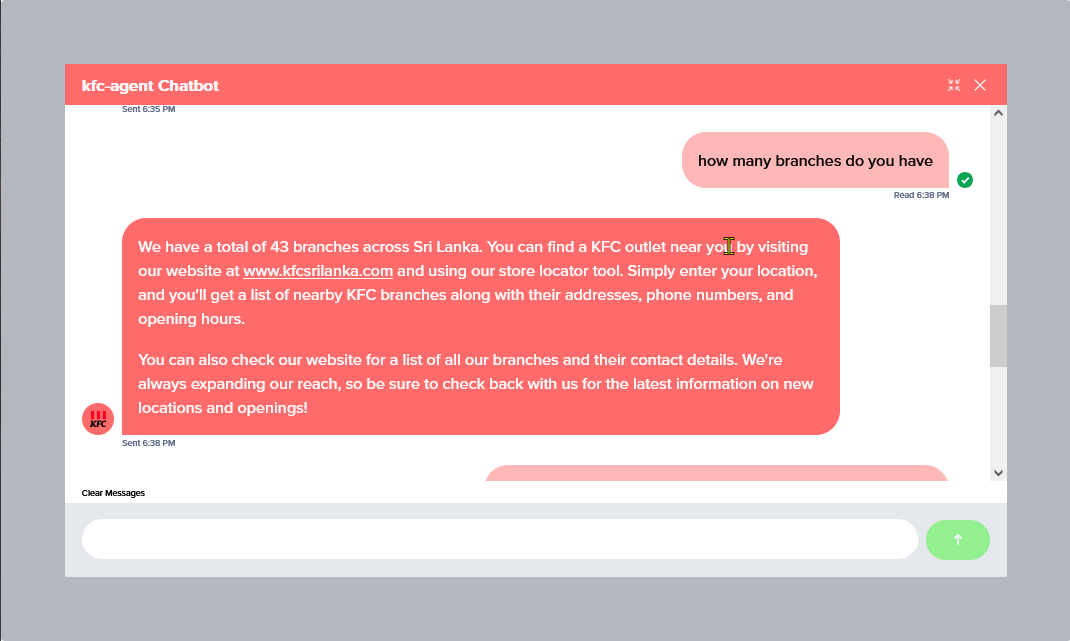 kfc-agent Chatbot
Sent 6:35 PM
how many branches do you have
Read 6:38 PM
We have a total of 43 branches across Sri Lanka. You can find a KFC outlet near you by visiting
our website at www.kfcsrilanka.com and using our store locator tool. Simply enter your location,
and you'll get a list of nearby KFC branches along with their addresses, phone numbers, and
opening hours.
You can also check our website for a list of all our branches and their contact details. We're
always expanding our reach, so be sure to check back with us for the latest information on new
locations and openings!
KFC
Sent 6:38 PM
Clear Messages